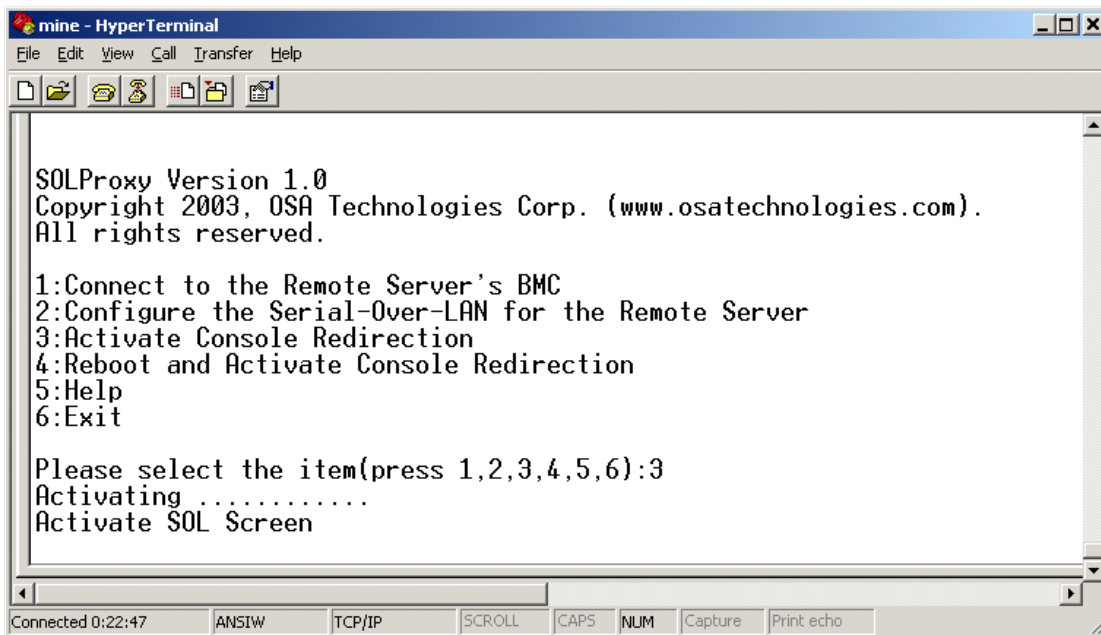 mine - HyperTerminal
File Edit View Call Transfer Help
SOLProxy Version 1.0
Copyright 2003, OSA Technologies Corp. (www.osatechnologies.com).
All rights reserved.
1:Connect to the Remote Server's BMC
2:Configure the Serial-Over-LAN for the Remote Server
3:Activate Console Redirection
4:Reboot and Activate Console Redirection
5:Help
6:Exit
Please select the item(press 1,2,3,4,5,6):3
Activating ............
Activate SOL Screen
Connected 0:22:47 ANSIW TCP/IP SCROLL CAPS NUM Capture Print echo